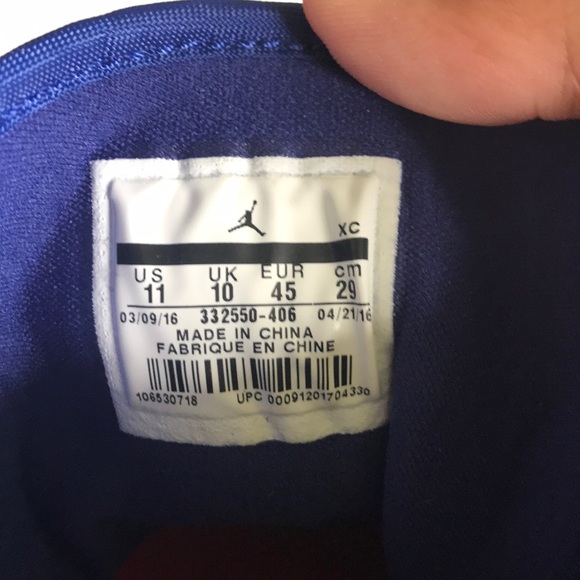 XC
US UK EUR cm
11 10 45 29
03/09/16 332550-406 04/21/16
MADE IN CHINA
FABRIQUE EN CHINE
106530718 UPC 00091201704330